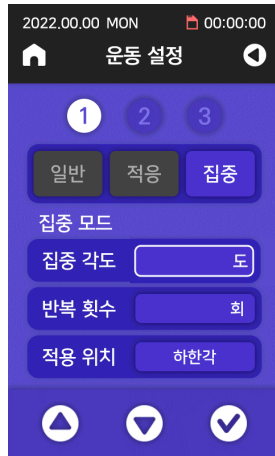 2022.00.00 MON 00:00:00
운동 설정
1 2 3
일반 적응 집중
집중 모드
집중 각도 도
반복 횟수 회
적용 위치 하한각